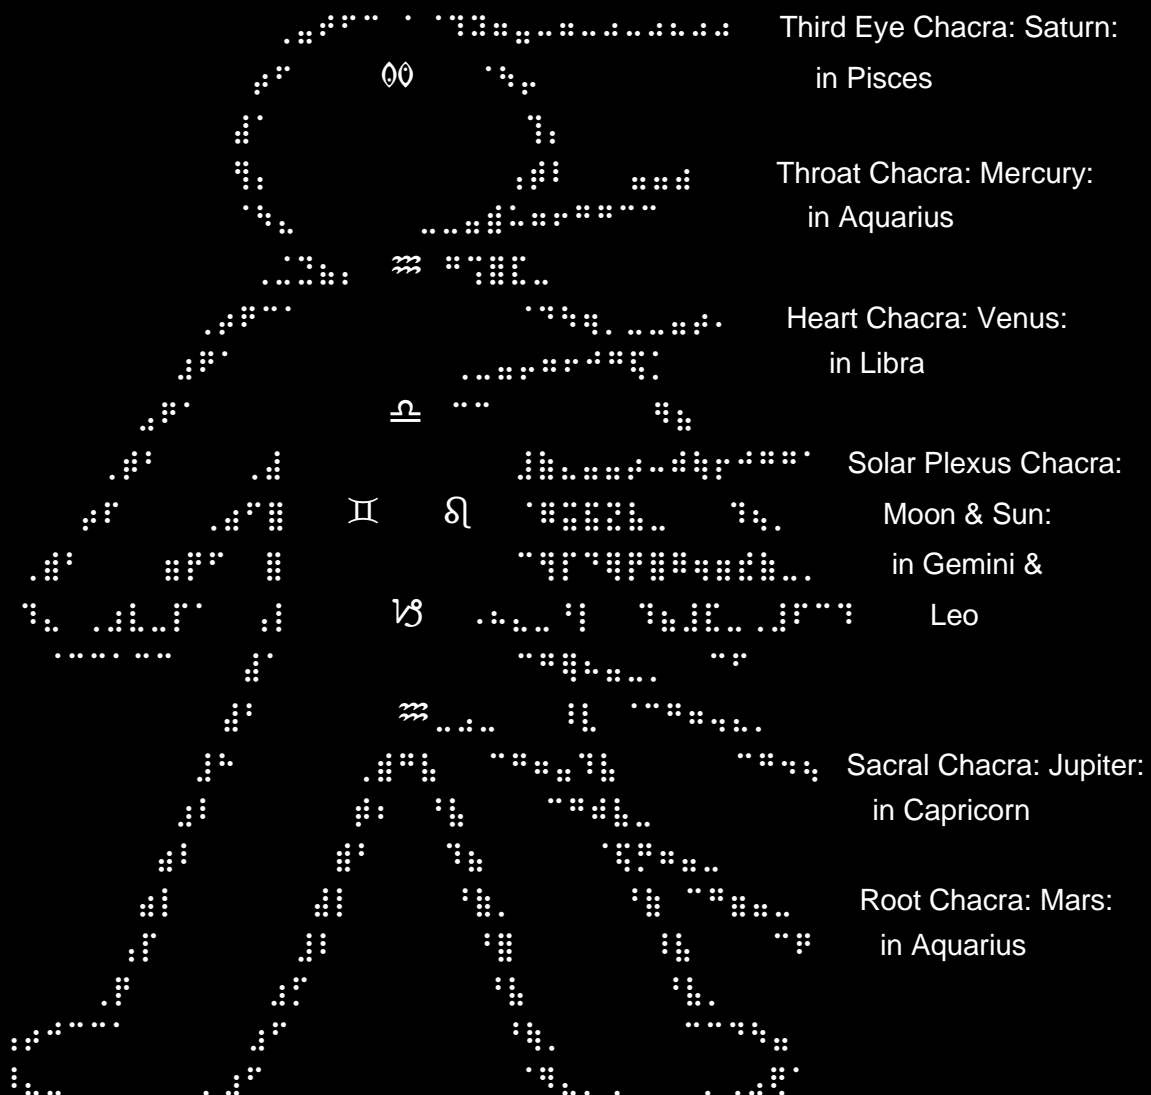 Third Eye Chacra: Saturn:
in Pisces
Throat Chacra: Mercury:
in Aquarius
♒
Heart Chacra: Venus:
in Libra
♎
Solar Plexus Chacra:
♊ ♌ Moon & Sun:
in Gemini &
♑ Leo
♒
Sacral Chacra: Jupiter:
in Capricorn
Root Chacra: Mars:
in Aquarius